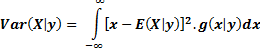 Var(X|y) = ∫_{-∞}^{∞} [x − E(X|y)]². g(x|y)dx